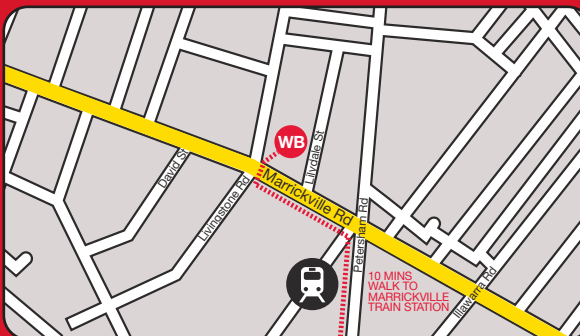 WB
Lilydale St
David St
Marrickville Rd
Livingstone Rd
Petersham Rd
10 MINS
WALK TO
MARRICKVILLE
TRAIN STATION
Illawarra Rd